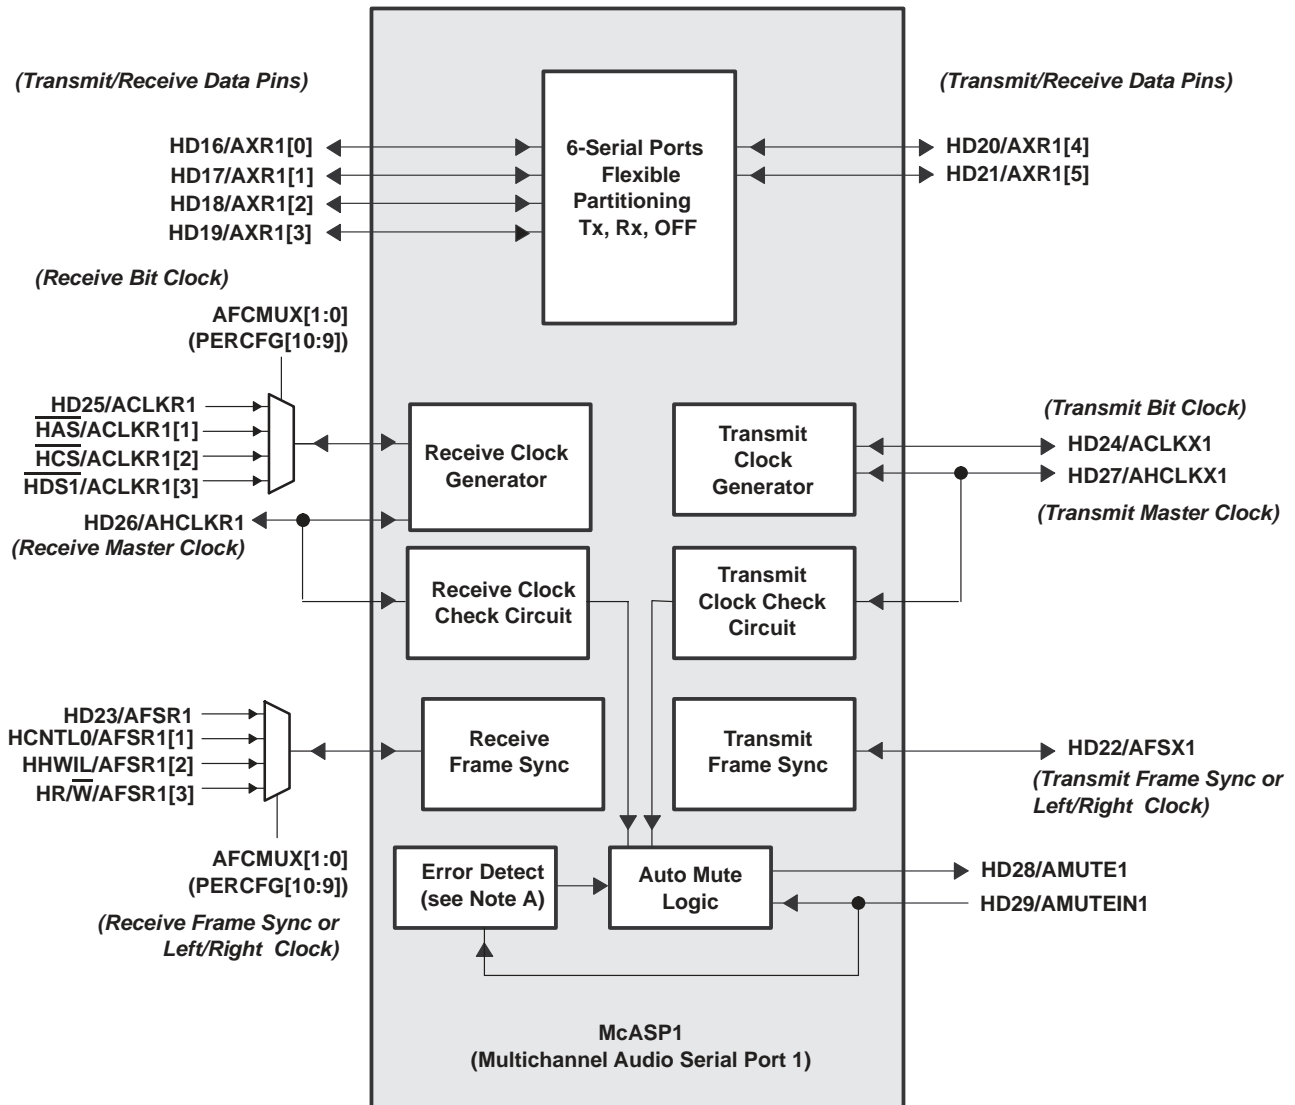 (Transmit/Receive Data Pins)
HD16/AXR1[0]
HD17/AXR1[1]
HD18/AXR1[2]
HD19/AXR1[3]
6-Serial Ports
Flexible
Partitioning
Tx, Rx, OFF
(Transmit/Receive Data Pins)
HD20/AXR1[4]
HD21/AXR1[5]
(Receive Bit Clock)
AFCMUX[1:0]
(PERCFG[10:9])
HD25/ACLKR1
HAS/ACLKR1[1]
HCS/ACLKR1[2]
HDS1/ACLKR1[3]
HD26/AHCLKR1
(Receive Master Clock)
Receive Clock
Generator
Transmit
Clock
Generator
(Transmit Bit Clock)
HD24/ACLKX1
HD27/AHCLKX1
(Transmit Master Clock)
Receive Clock
Check Circuit
Transmit
Clock Check
Circuit
HD23/AFSR1
HCNTL0/AFSR1[1]
HHWIL/AFSR1[2]
HR/W/AFSR1[3]
AFCMUX[1:0]
(PERCFG[10:9])
(Receive Frame Sync or
Left/Right Clock)
Receive
Frame Sync
Transmit
Frame Sync
HD22/AFSX1
(Transmit Frame Sync or
Left/Right Clock)
Error Detect
(see Note A)
Auto Mute
Logic
HD28/AMUTE1
HD29/AMUTEIN1
McASP1
(Multichannel Audio Serial Port 1)